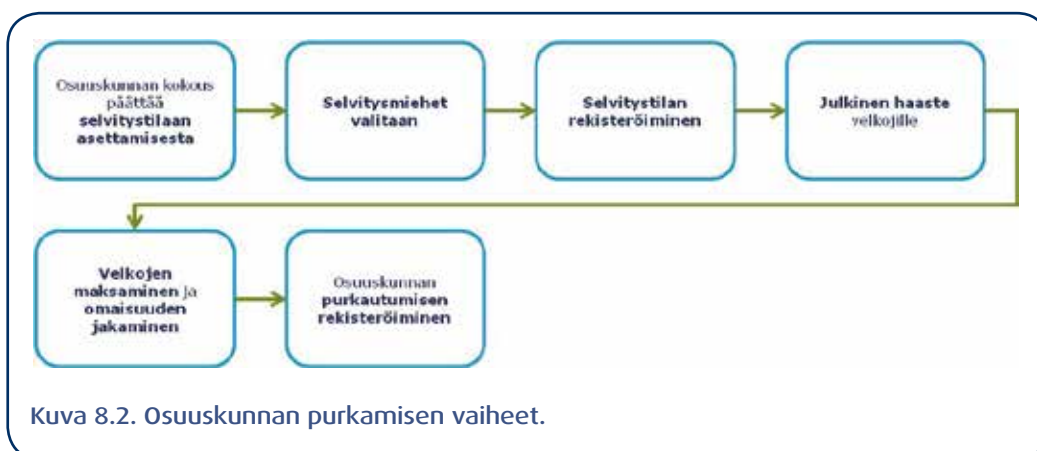 Osuuskunnan kokous
päättää
selvitystilaan
asettamisesta
Selvitysmiehet
valitaan
Selvitystilan
rekisteröiminen
Julkinen haaste
velkojille
Velkojen
maksaminen ja
omaisuuden
jakaminen
Osuuskunnan
purkautumisen
rekisteröiminen
Kuva 8.2. Osuuskunnan purkamisen vaiheet.